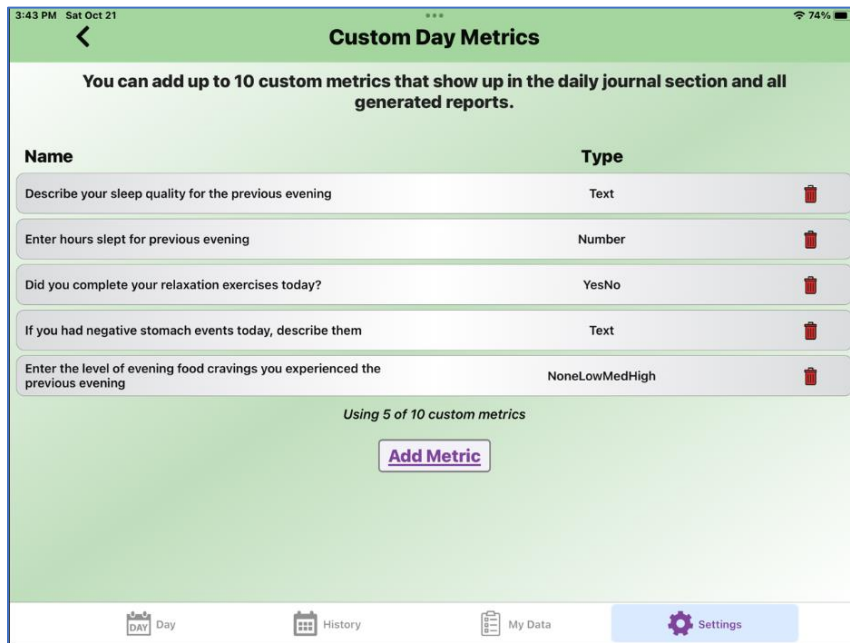 3:43 PM Sat Oct 21
74%
Custom Day Metrics
You can add up to 10 custom metrics that show up in the daily journal section and all
generated reports.
Name Type
Describe your sleep quality for the previous evening Text
Enter hours slept for previous evening Number
Did you complete your relaxation exercises today? YesNo
If you had negative stomach events today, describe them Text
Enter the level of evening food cravings you experienced the
previous evening
NoneLowMedHigh
Using 5 of 10 custom metrics
Add Metric
DAY Day History My Data Settings